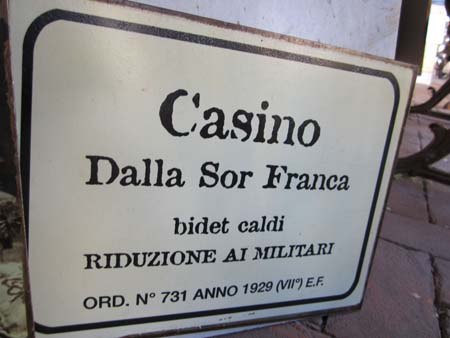 Casino
Dalla Sor Franca
bidet caldi
RIDUZIONE AI MILITARI
ORD. N° 731 ANNO 1929 (VII°) E.F.